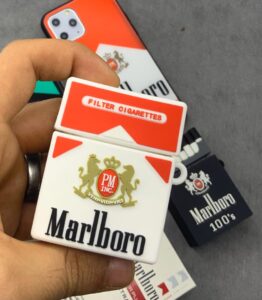 FILTER CIGARETTES
PM
INC.
Marlboro
Marlboro
100's